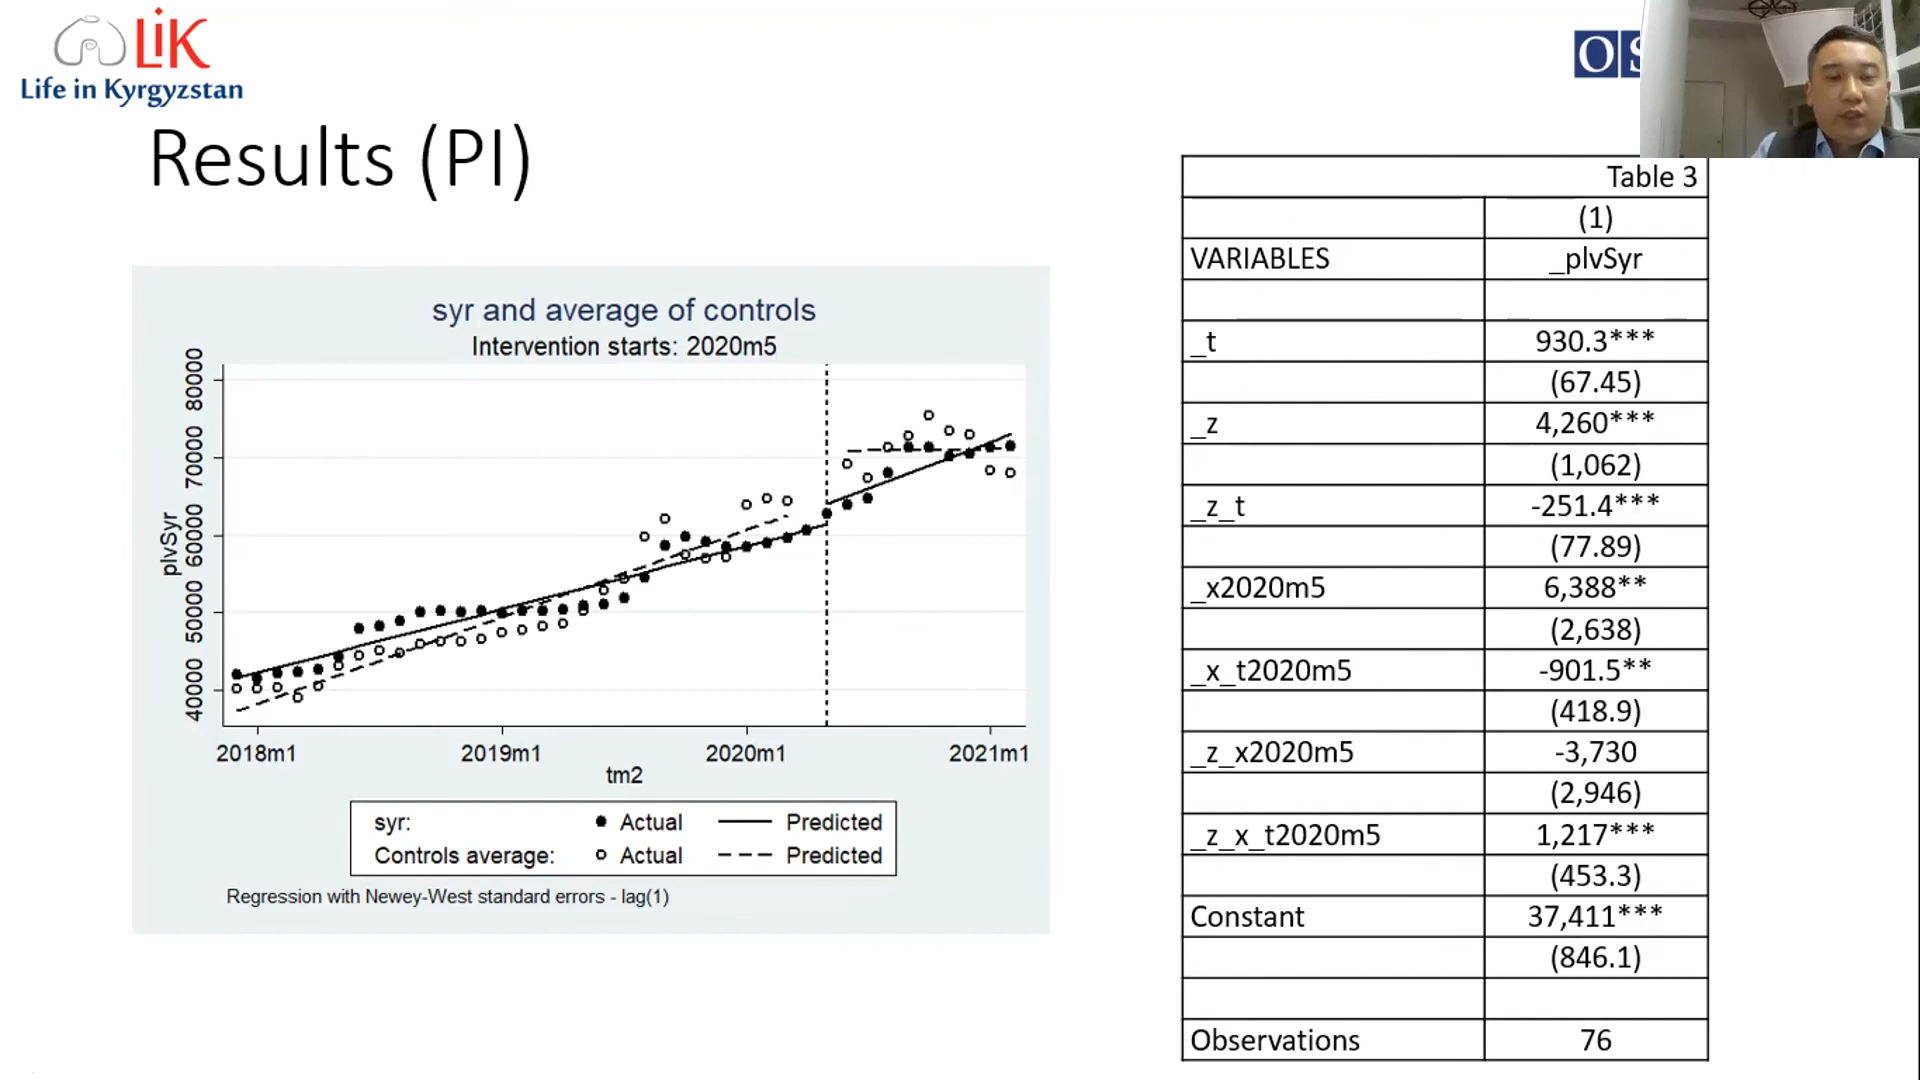 LiK
Life in Kyrgyzstan
OS
Results (PI)
syr and average of controls
Intervention starts: 2020m5
80000
70000
60000
50000
40000
plvSyr
2018m1
2019m1
2020m1
2021m1
tm2
syr: Actual Predicted
Controls average: Actual Predicted
Regression with Newey-West standard errors - lag(1)
Table 3
(1)
VARIABLES _plvSyr
_t 930.3***
(67.45)
_z 4,260***
(1,062)
_z_t -251.4***
(77.89)
_x2020m5 6,388**
(2,638)
_x_t2020m5 -901.5**
(418.9)
_z_x2020m5 -3,730
(2,946)
_z_x_t2020m5 1,217***
(453.3)
Constant 37,411***
(846.1)
Observations 76